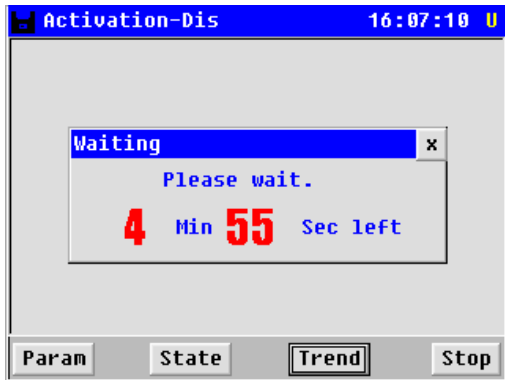 Activation-Dis 16:07:10 U
Waiting x
Please wait.
4 Min 55 Sec left
Param State Trend Stop